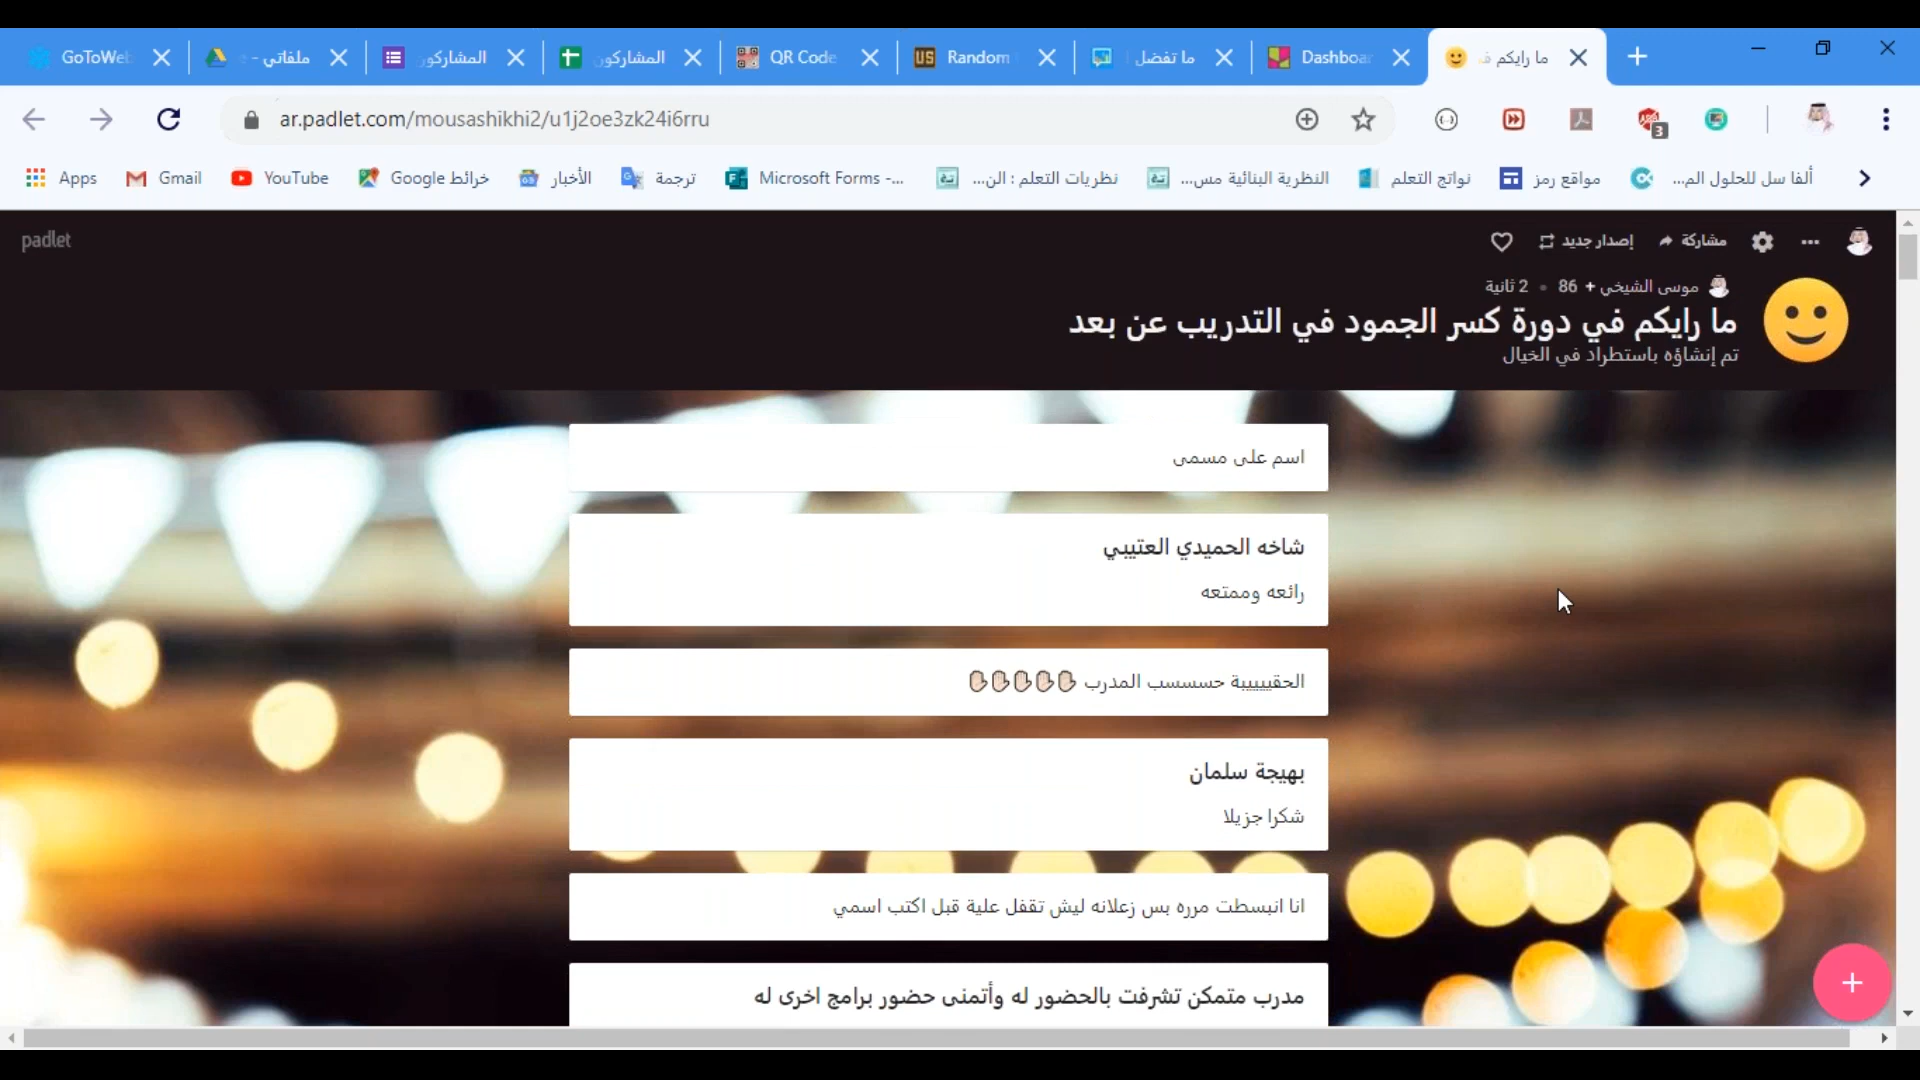 GoToWeb
ملفاتي - e
المشاركون
المشاركون
QR Code
Random
ما تفضل
Dashboar
ما رايكم ف
ar.padlet.com/mousashikhi2/u1j2oe3zk24i6rru
3
Apps
Gmail
YouTube
خرائط Google
الأخبار
ترجمة
Microsoft Forms -...
نظريات التعلم : الن...
النظرية البنائية مس...
نواتج التعلم
مواقع رمز
ألفا سل للحلول الم...
padlet
إصدار جديد
مشاركة
موسى الشيخي + 86 • 2 ثانية
ما رايكم في دورة كسر الجمود في التدريب عن بعد
تم إنشاؤه باستطراد في الخيال
اسم على مسمى
شاخه الحميدي العتيبي
رائعه وممتعه
الحقيييييبة حسسسب المدرب ✋🏻✋🏻✋🏻✋🏻✋🏻
بهيجة سلمان
شكرا جزيلا
انا انبسطت مرره بس زعلانه ليش تقفل علية قبل اكتب اسمي
مدرب متمكن تشرفت بالحضور له وأتمنى حضور برامج اخرى له